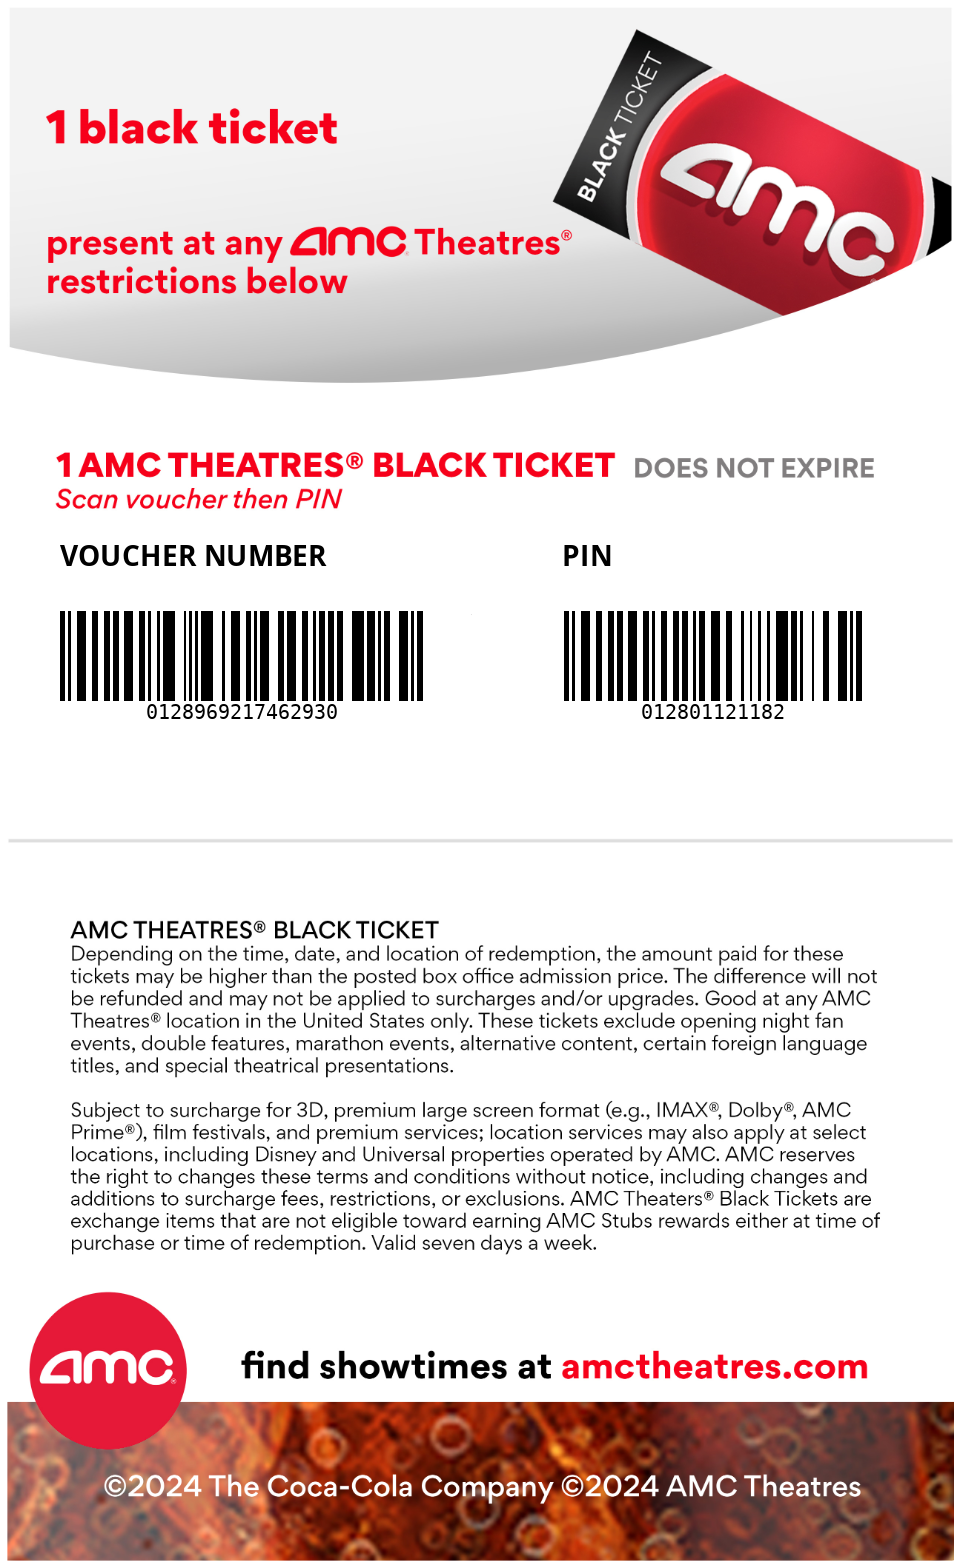 BLACK TICKET
amc
1 black ticket
present at any amc Theatres®
restrictions below
1 AMC THEATRES® BLACK TICKET DOES NOT EXPIRE
Scan voucher then PIN
VOUCHER NUMBER PIN
0128969217462930 012801121182
AMC THEATRES® BLACK TICKET
Depending on the time, date, and location of redemption, the amount paid for these
tickets may be higher than the posted box office admission price. The difference will not
be refunded and may not be applied to surcharges and/or upgrades. Good at any AMC
Theatres® location in the United States only. These tickets exclude opening night fan
events, double features, marathon events, alternative content, certain foreign language
titles, and special theatrical presentations.
Subject to surcharge for 3D, premium large screen format (e.g., IMAX®, Dolby®, AMC
Prime®), film festivals, and premium services; location services may also apply at select
locations, including Disney and Universal properties operated by AMC. AMC reserves
the right to changes these terms and conditions without notice, including changes and
additions to surcharge fees, restrictions, or exclusions. AMC Theaters® Black Tickets are
exchange items that are not eligible toward earning AMC Stubs rewards either at time of
purchase or time of redemption. Valid seven days a week.
amc®
find showtimes at amctheatres.com
©2024 The Coca-Cola Company ©2024 AMC Theatres